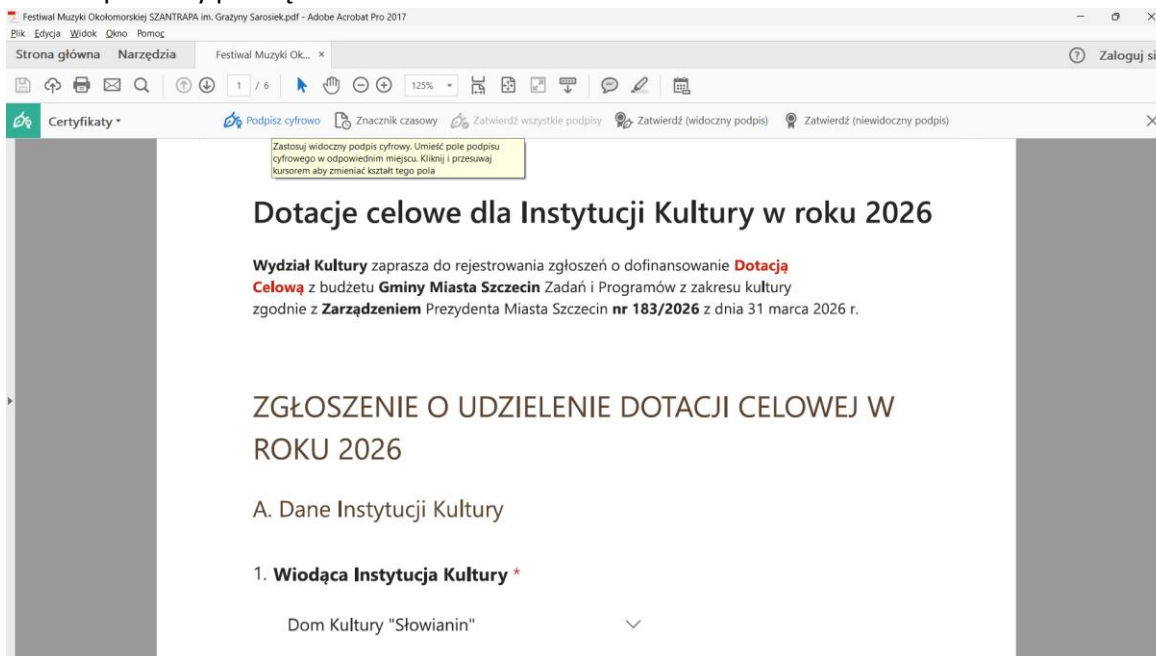 Festiwal Muzyki Okołomorskiej SZANTRAPA im. Grażyny Sarosiek.pdf - Adobe Acrobat Pro 2017
Plik Edycja Widok Okno Pomoc
Strona główna Narzędzia Festiwal Muzyki Ok... × Zaloguj si
1 / 6 125%
Certyfikaty Podpisz cyfrowo Znacznik czasowy Zatwierdź wszystkie podpisy Zatwierdź (widoczny podpis) Zatwierdź (niewidoczny podpis)
Zastosuj widoczny podpis cyfrowy. Umieść pole podpisu
cyfrowego w odpowiednim miejscu. Kliknij i przesuwaj
kursorem aby zmieniać kształt tego pola
Dotacje celowe dla Instytucji Kultury w roku 2026
Wydział Kultury zaprasza do rejestrowania zgłoszeń o dofinansowanie Dotacją
Celową z budżetu Gminy Miasta Szczecin Zadań i Programów z zakresu kultury
zgodnie z Zarządzeniem Prezydenta Miasta Szczecin nr 183/2026 z dnia 31 marca 2026 r.
ZGŁOSZENIE O UDZIELENIE DOTACJI CELOWEJ W
ROKU 2026
A. Dane Instytucji Kultury
1. Wiodąca Instytucja Kultury *
Dom Kultury "Słowianin"